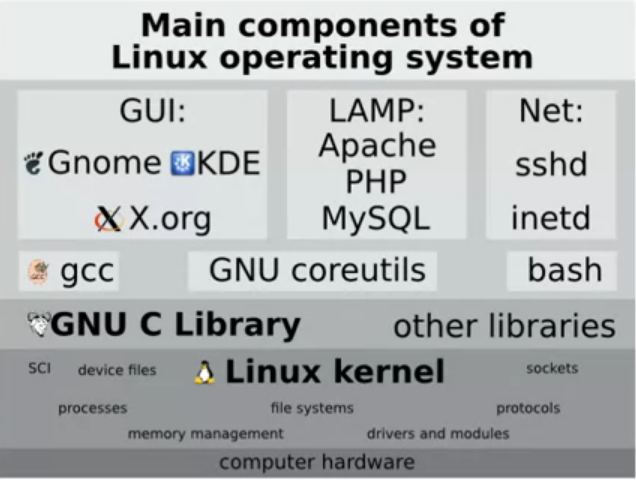 Main components of
Linux operating system
GUI:
Gnome KDE
X.org
LAMP:
Apache
PHP
MySQL
Net:
sshd
inetd
gcc GNU coreutils bash
GNU C Library other libraries
SCI device files Linux kernel sockets
processes file systems protocols
memory management drivers and modules
computer hardware